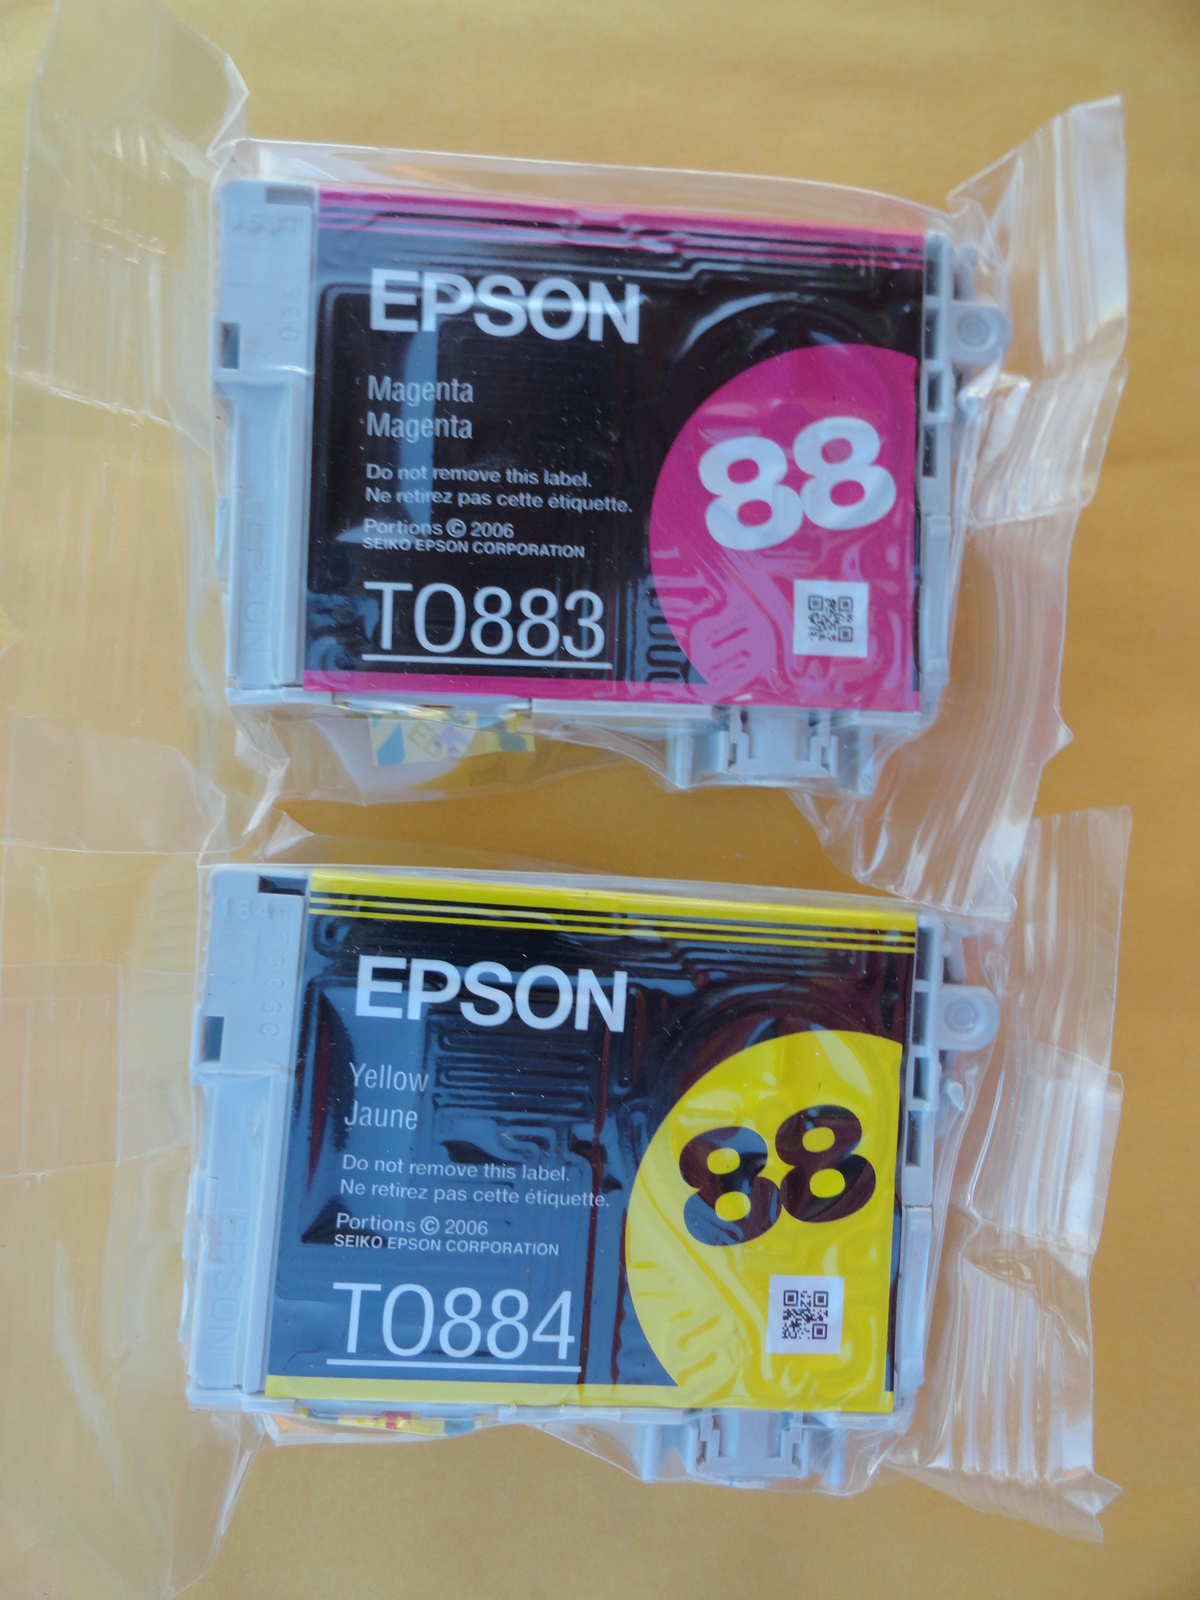 EPSON
Magenta
Magenta
Do not remove this label.
Ne retirez pas cette étiquette.
Portions © 2006
SEIKO EPSON CORPORATION
T0883
88
EPSON
Yellow
Jaune
Do not remove this label.
Ne retirez pas cette étiquette.
Portions © 2006
SEIKO EPSON CORPORATION
T0884
88
EPSON